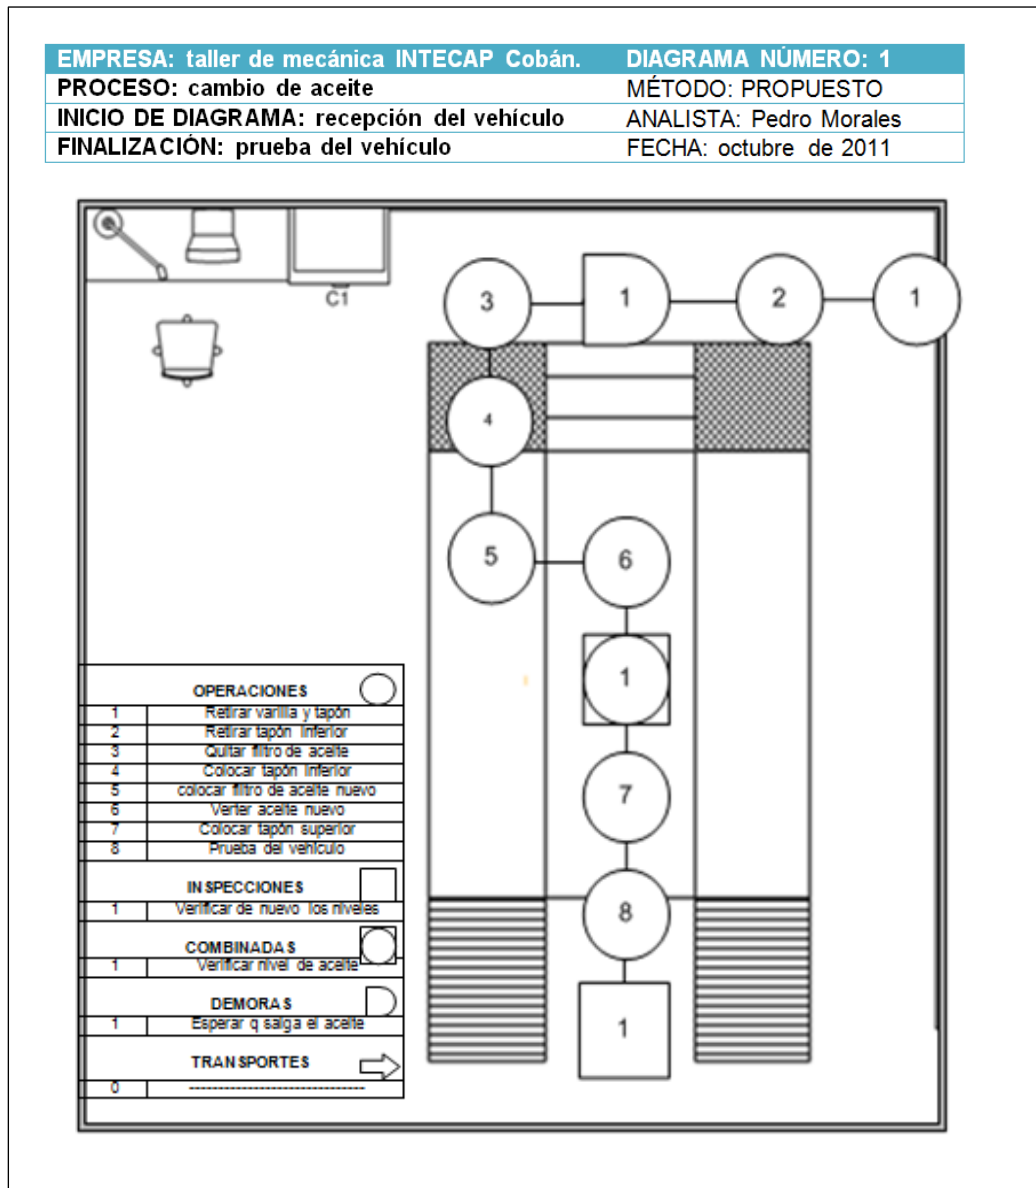 EMPRESA: taller de mecánica INTECAP Cobán. DIAGRAMA NÚMERO: 1
PROCESO: cambio de aceite MÉTODO: PROPUESTO
INICIO DE DIAGRAMA: recepción del vehículo ANALISTA: Pedro Morales
FINALIZACIÓN: prueba del vehículo FECHA: octubre de 2011
C1
3 1 2 1
4
5 6
1
7
8
1
OPERACIONES
1 Retirar varilla y tapón
2 Retirar tapón inferior
3 Quitar filtro de aceite
4 Colocar tapón inferior
5 colocar filtro de aceite nuevo
6 Verter aceite nuevo
7 Colocar tapón superior
8 Prueba del vehículo
INSPECCIONES
1 Verificar de nuevo los niveles
COMBINADAS
1 Verificar nivel de aceite
DEMORAS
1 Esperar q salga el aceite
TRANSPORTES
0 ------------------------------